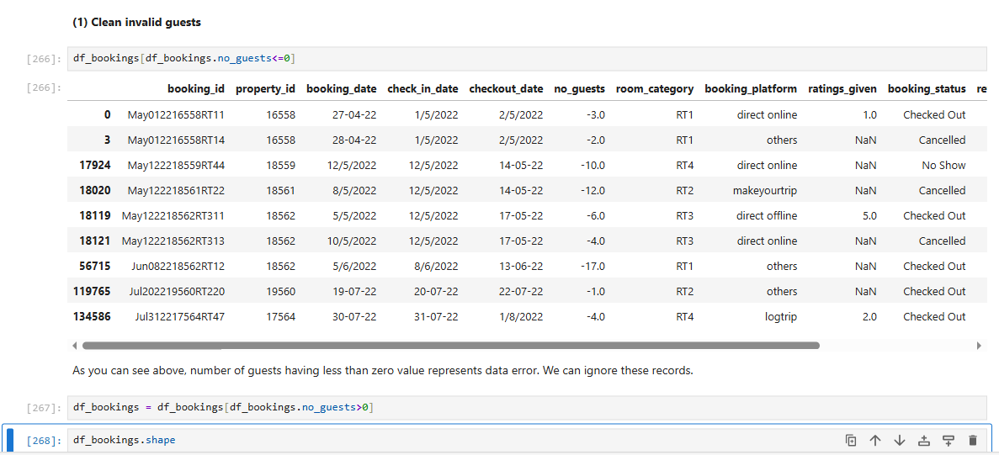 (1) Clean invalid guests
[266]: df_bookings[df_bookings.no_guests<=0]
[266]: booking_id property_id booking_date check_in_date checkout_date no_guests room_category booking_platform ratings_given booking_status re
0 May012216558RT11 16558 27-04-22 1/5/2022 2/5/2022 -3.0 RT1 direct online 1.0 Checked Out
3 May012216558RT14 16558 28-04-22 1/5/2022 2/5/2022 -2.0 RT1 others NaN Cancelled
17924 May122218559RT44 18559 12/5/2022 12/5/2022 14-05-22 -10.0 RT4 direct online NaN No Show
18020 May122218561RT22 18561 8/5/2022 12/5/2022 14-05-22 -12.0 RT2 makeyourtrip NaN Cancelled
18119 May122218562RT311 18562 5/5/2022 12/5/2022 17-05-22 -6.0 RT3 direct offline 5.0 Checked Out
18121 May122218562RT313 18562 10/5/2022 12/5/2022 17-05-22 -4.0 RT3 direct online NaN Cancelled
56715 Jun082218562RT12 18562 5/6/2022 8/6/2022 13-06-22 -17.0 RT1 others NaN Checked Out
119765 Jul202219560RT220 19560 19-07-22 20-07-22 22-07-22 -1.0 RT2 others NaN Checked Out
134586 Jul312217564RT47 17564 30-07-22 31-07-22 1/8/2022 -4.0 RT4 logtrip 2.0 Checked Out
As you can see above, number of guests having less than zero value represents data error. We can ignore these records.
[267]: df_bookings = df_bookings[df_bookings.no_guests>0]
[268]: df_bookings.shape